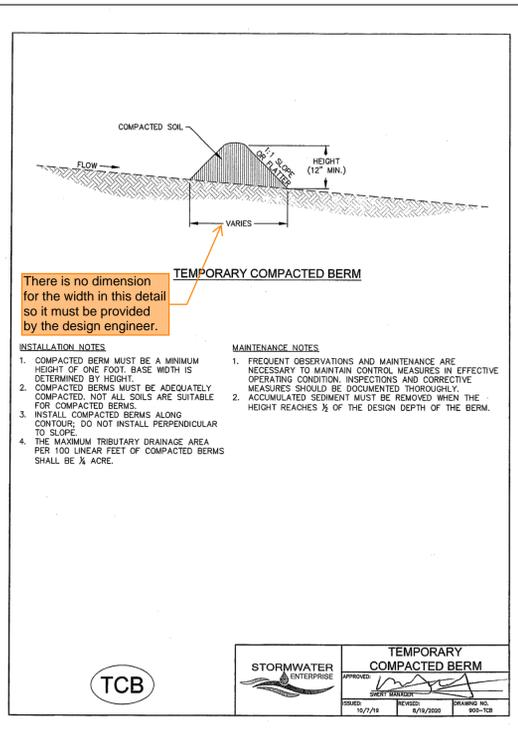 COMPACTED SOIL
FLOW
1:1 SLOPE
OR FLATTER
HEIGHT
(12" MIN.)
VARIES
There is no dimension
for the width in this detail
so it must be provided
by the design engineer.
TEMPORARY COMPACTED BERM
INSTALLATION NOTES
1. COMPACTED BERM MUST BE A MINIMUM
HEIGHT OF ONE FOOT. BASE WIDTH IS
DETERMINED BY HEIGHT.
2. COMPACTED BERMS MUST BE ADEQUATELY
COMPACTED. NOT ALL SOILS ARE SUITABLE
FOR COMPACTED BERMS.
3. INSTALL COMPACTED BERMS ALONG
CONTOUR; DO NOT INSTALL PERPENDICULAR
TO SLOPE.
4. THE MAXIMUM TRIBUTARY DRAINAGE AREA
PER 100 LINEAR FEET OF COMPACTED BERMS
SHALL BE ¼ ACRE.
MAINTENANCE NOTES
1. FREQUENT OBSERVATIONS AND MAINTENANCE ARE
NECESSARY TO MAINTAIN CONTROL MEASURES IN EFFECTIVE
OPERATING CONDITION. INSPECTIONS AND CORRECTIVE
MEASURES SHOULD BE DOCUMENTED THOROUGHLY.
2. ACCUMULATED SEDIMENT MUST BE REMOVED WHEN THE
HEIGHT REACHES ½ OF THE DESIGN DEPTH OF THE BERM.
TCB
STORMWATER
ENTERPRISE
TEMPORARY
COMPACTED BERM
APPROVED:
SWENT MANAGER
ISSUED:
10/7/19
REVISED:
8/19/2020
DRAWING NO.
900-TCB